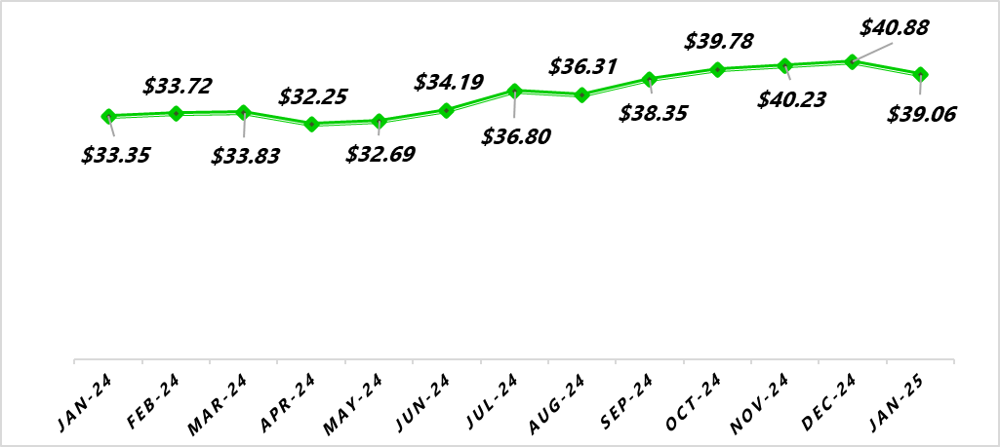 $33.35
$33.72
$33.83
$32.25
$32.69
$34.19
$36.80
$36.31
$38.35
$39.78
$40.23
$40.88
$39.06
JAN-24
FEB-24
MAR-24
APR-24
MAY-24
JUN-24
JUL-24
AUG-24
SEP-24
OCT-24
NOV-24
DEC-24
JAN-25